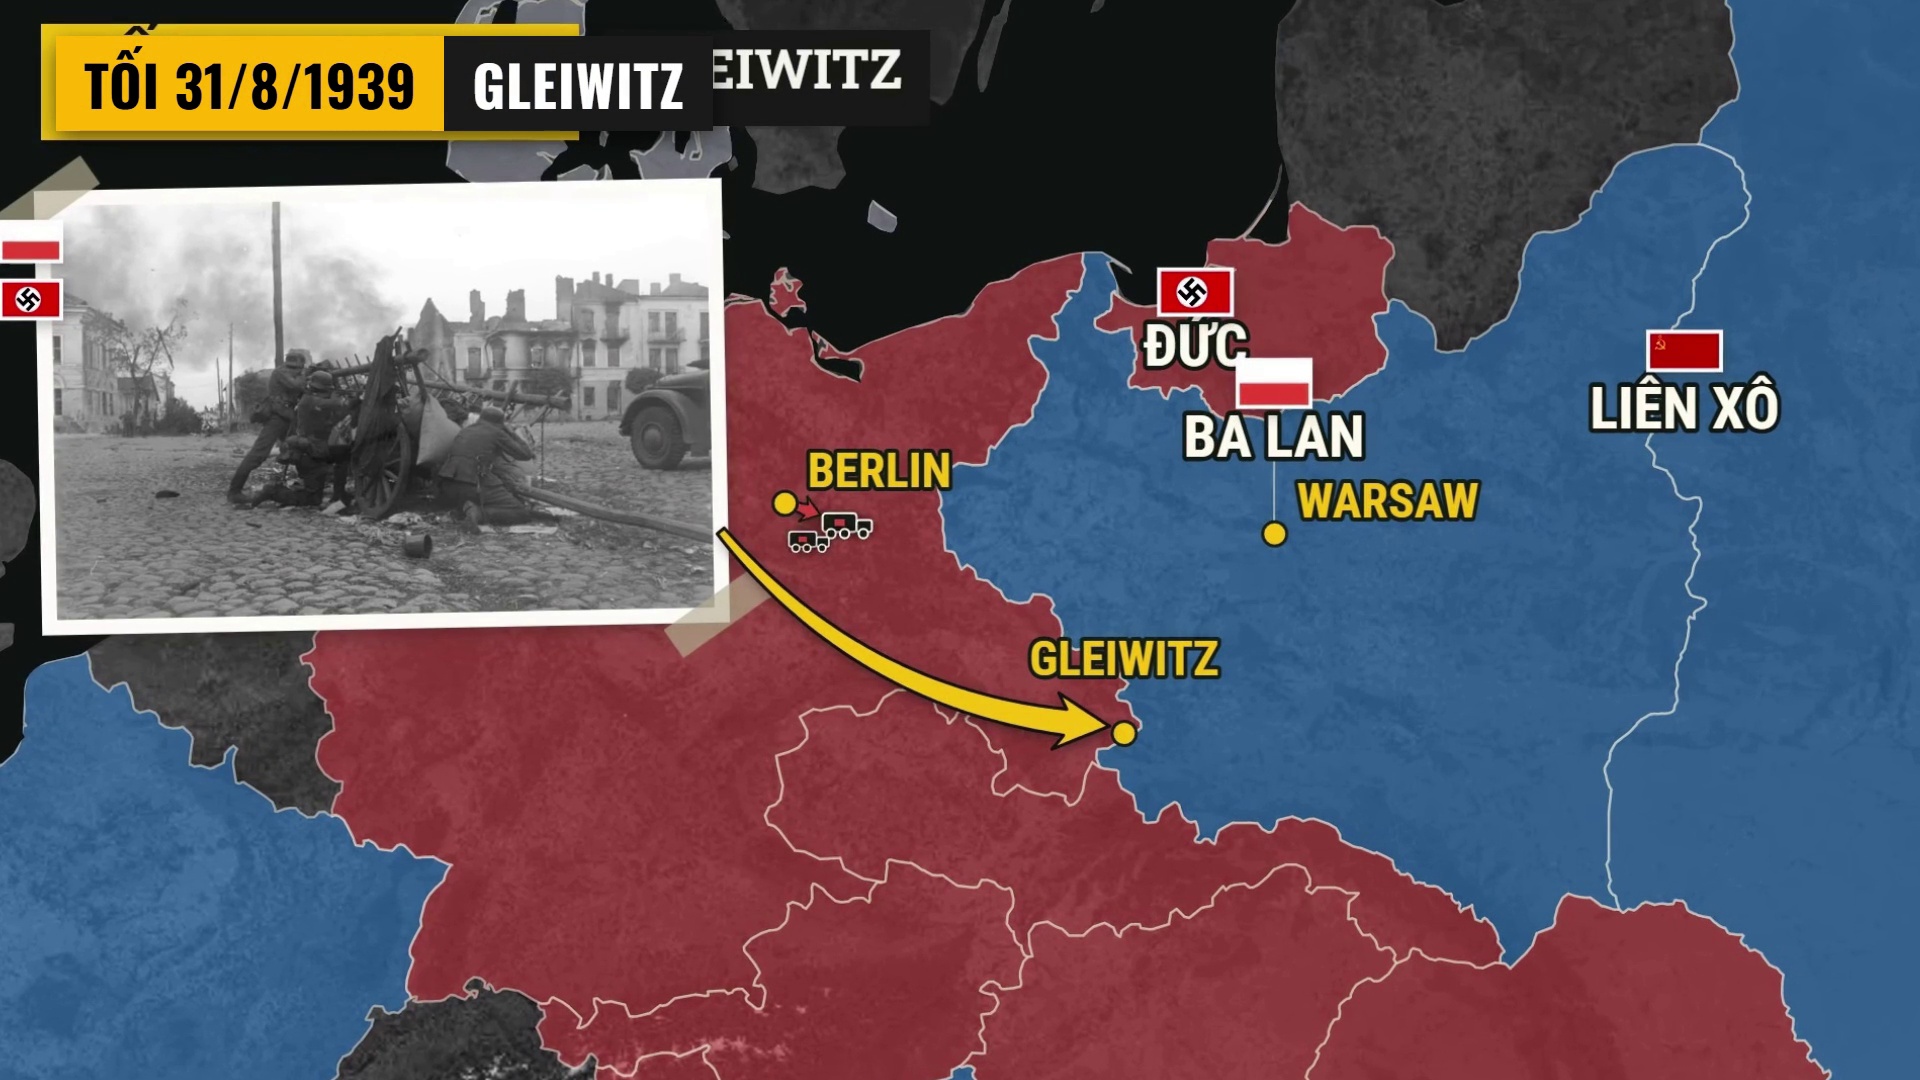 TỐI 31/8/1939 GLEIWITZ
EIWITZ
ĐỨC
BA LAN
LIÊN XÔ
BERLIN
WARSAW
GLEIWITZ